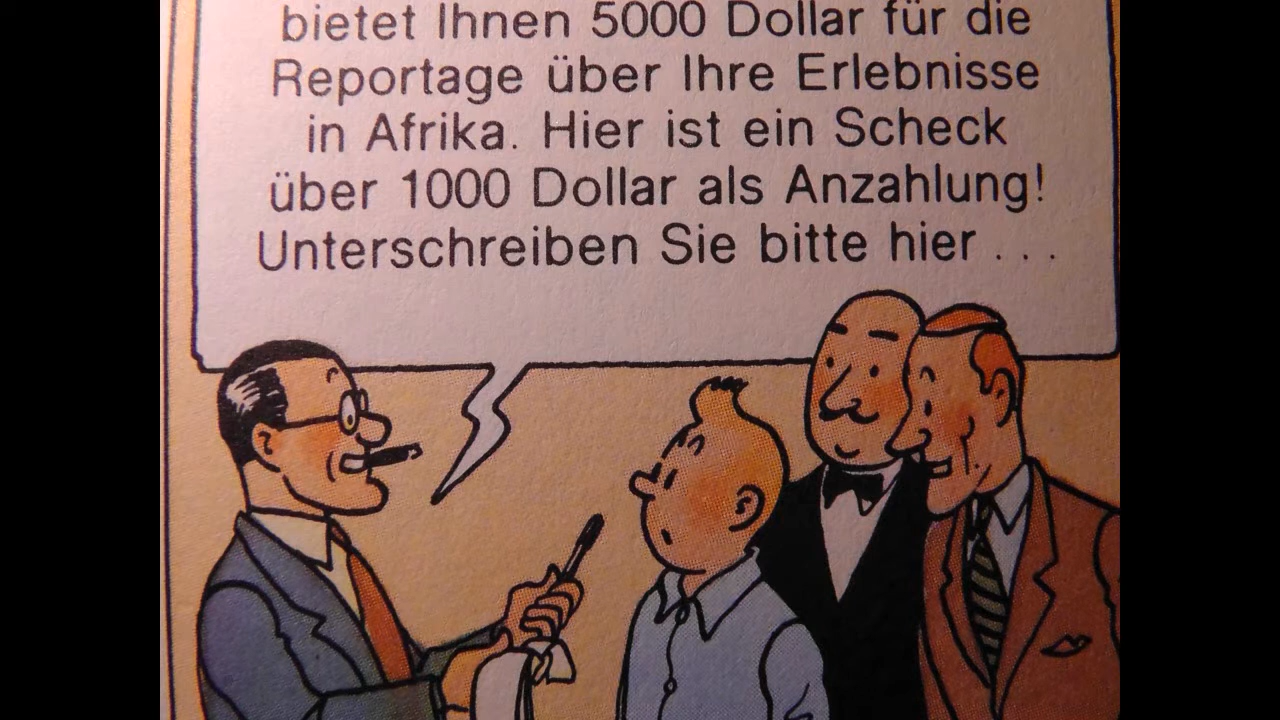 bietet Ihnen 5000 Dollar für die
Reportage über Ihre Erlebnisse
in Afrika. Hier ist ein Scheck
über 1000 Dollar als Anzahlung!
Unterschreiben Sie bitte hier . . .